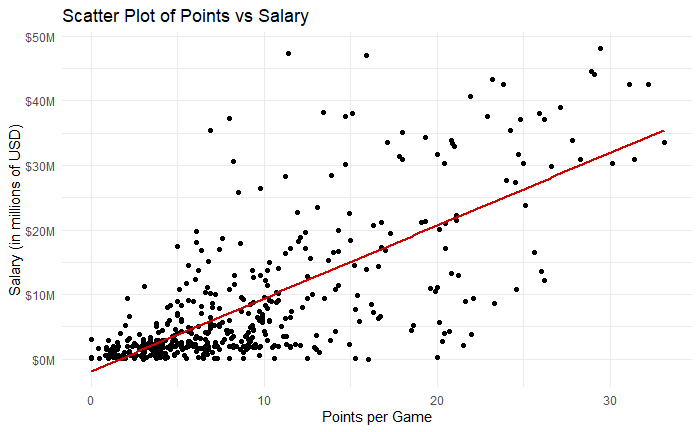 Scatter Plot of Points vs Salary
Salary (in millions of USD)
$50M
$40M
$30M
$20M
$10M
$0M
0 10 20 30
Points per Game